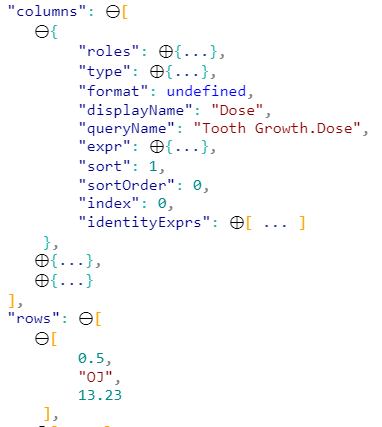 "columns": ⊖[
⊖{
"roles": ⊕{...},
"type": ⊕{...},
"format": undefined,
"displayName": "Dose",
"queryName": "Tooth Growth.Dose",
"expr": ⊕{...},
"sort": 1,
"sortOrder": 0,
"index": 0,
"identityExprs": ⊕[ ... ]
},
⊕{...},
⊕{...}
],
"rows": ⊖[
⊖[
0.5,
"OJ",
13.23
],